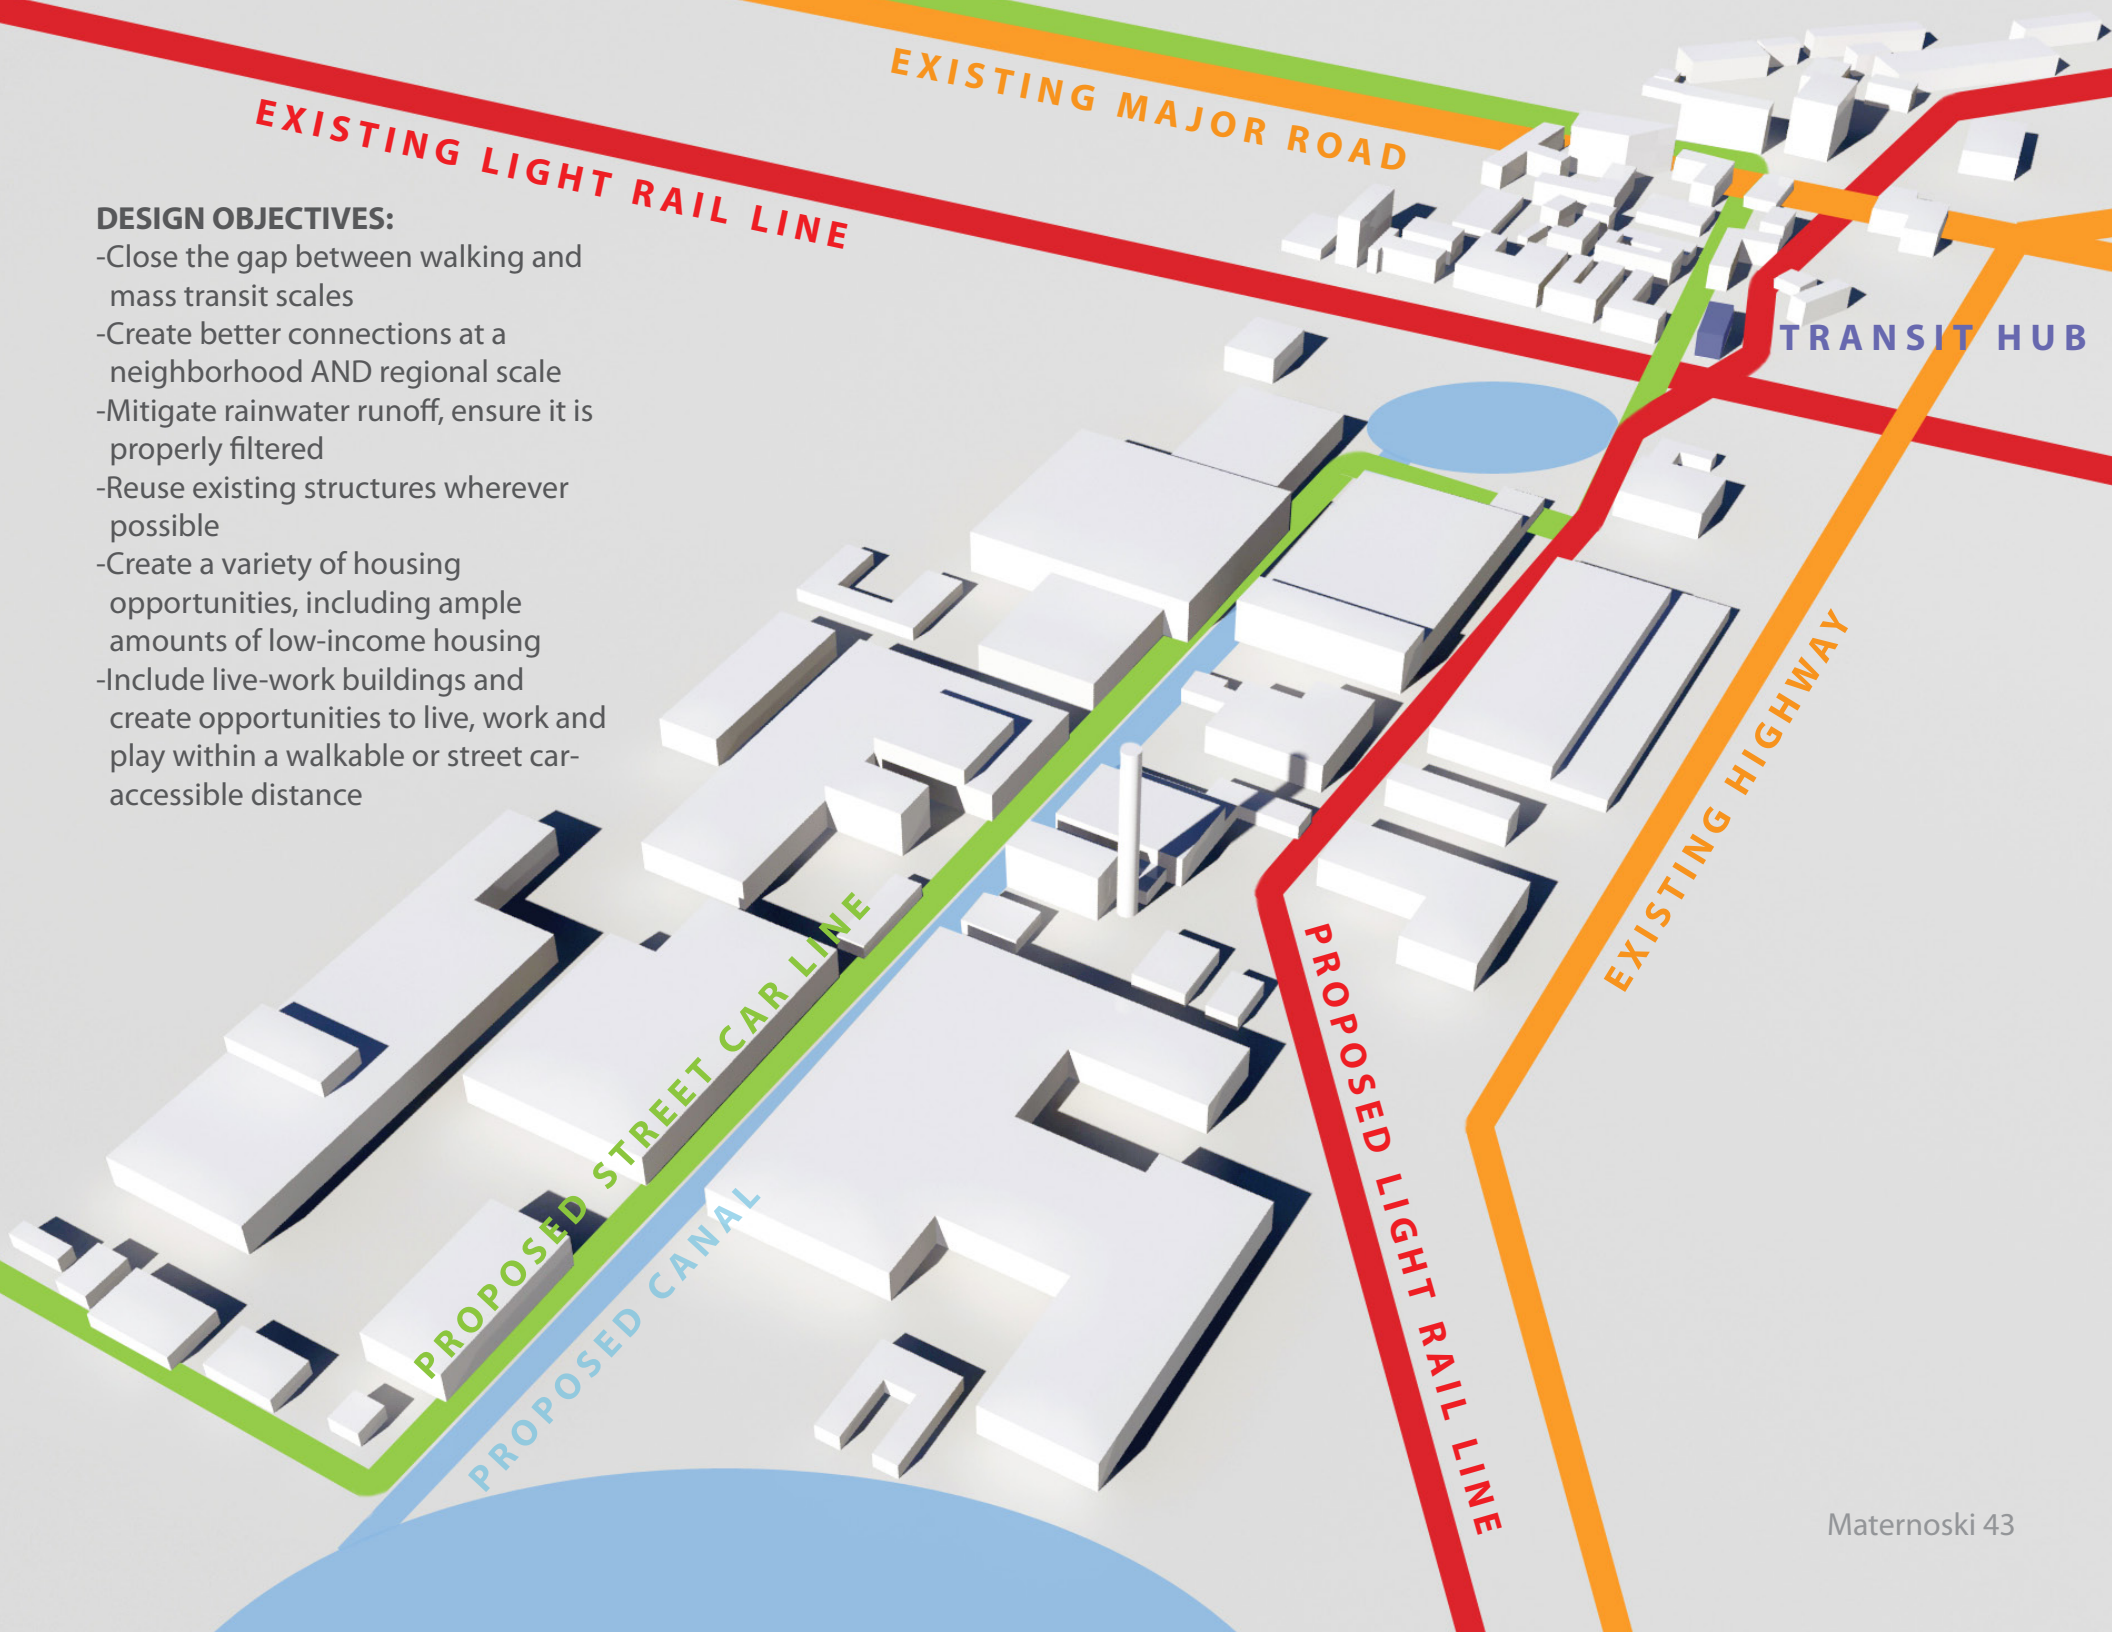 EXISTING LIGHT RAIL LINE
EXISTING MAJOR ROAD
DESIGN OBJECTIVES:
-Close the gap between walking and
mass transit scales
-Create better connections at a
neighborhood AND regional scale
-Mitigate rainwater runoff, ensure it is
properly filtered
-Reuse existing structures wherever
possible
-Create a variety of housing
opportunities, including ample
amounts of low-income housing
-Include live-work buildings and
create opportunities to live, work and
play within a walkable or street car-
accessible distance
TRANSIT HUB
EXISTING HIGHWAY
PROPOSED STREET CAR LINE
PROPOSED CANAL
PROPOSED LIGHT RAIL LINE
Maternoski 43